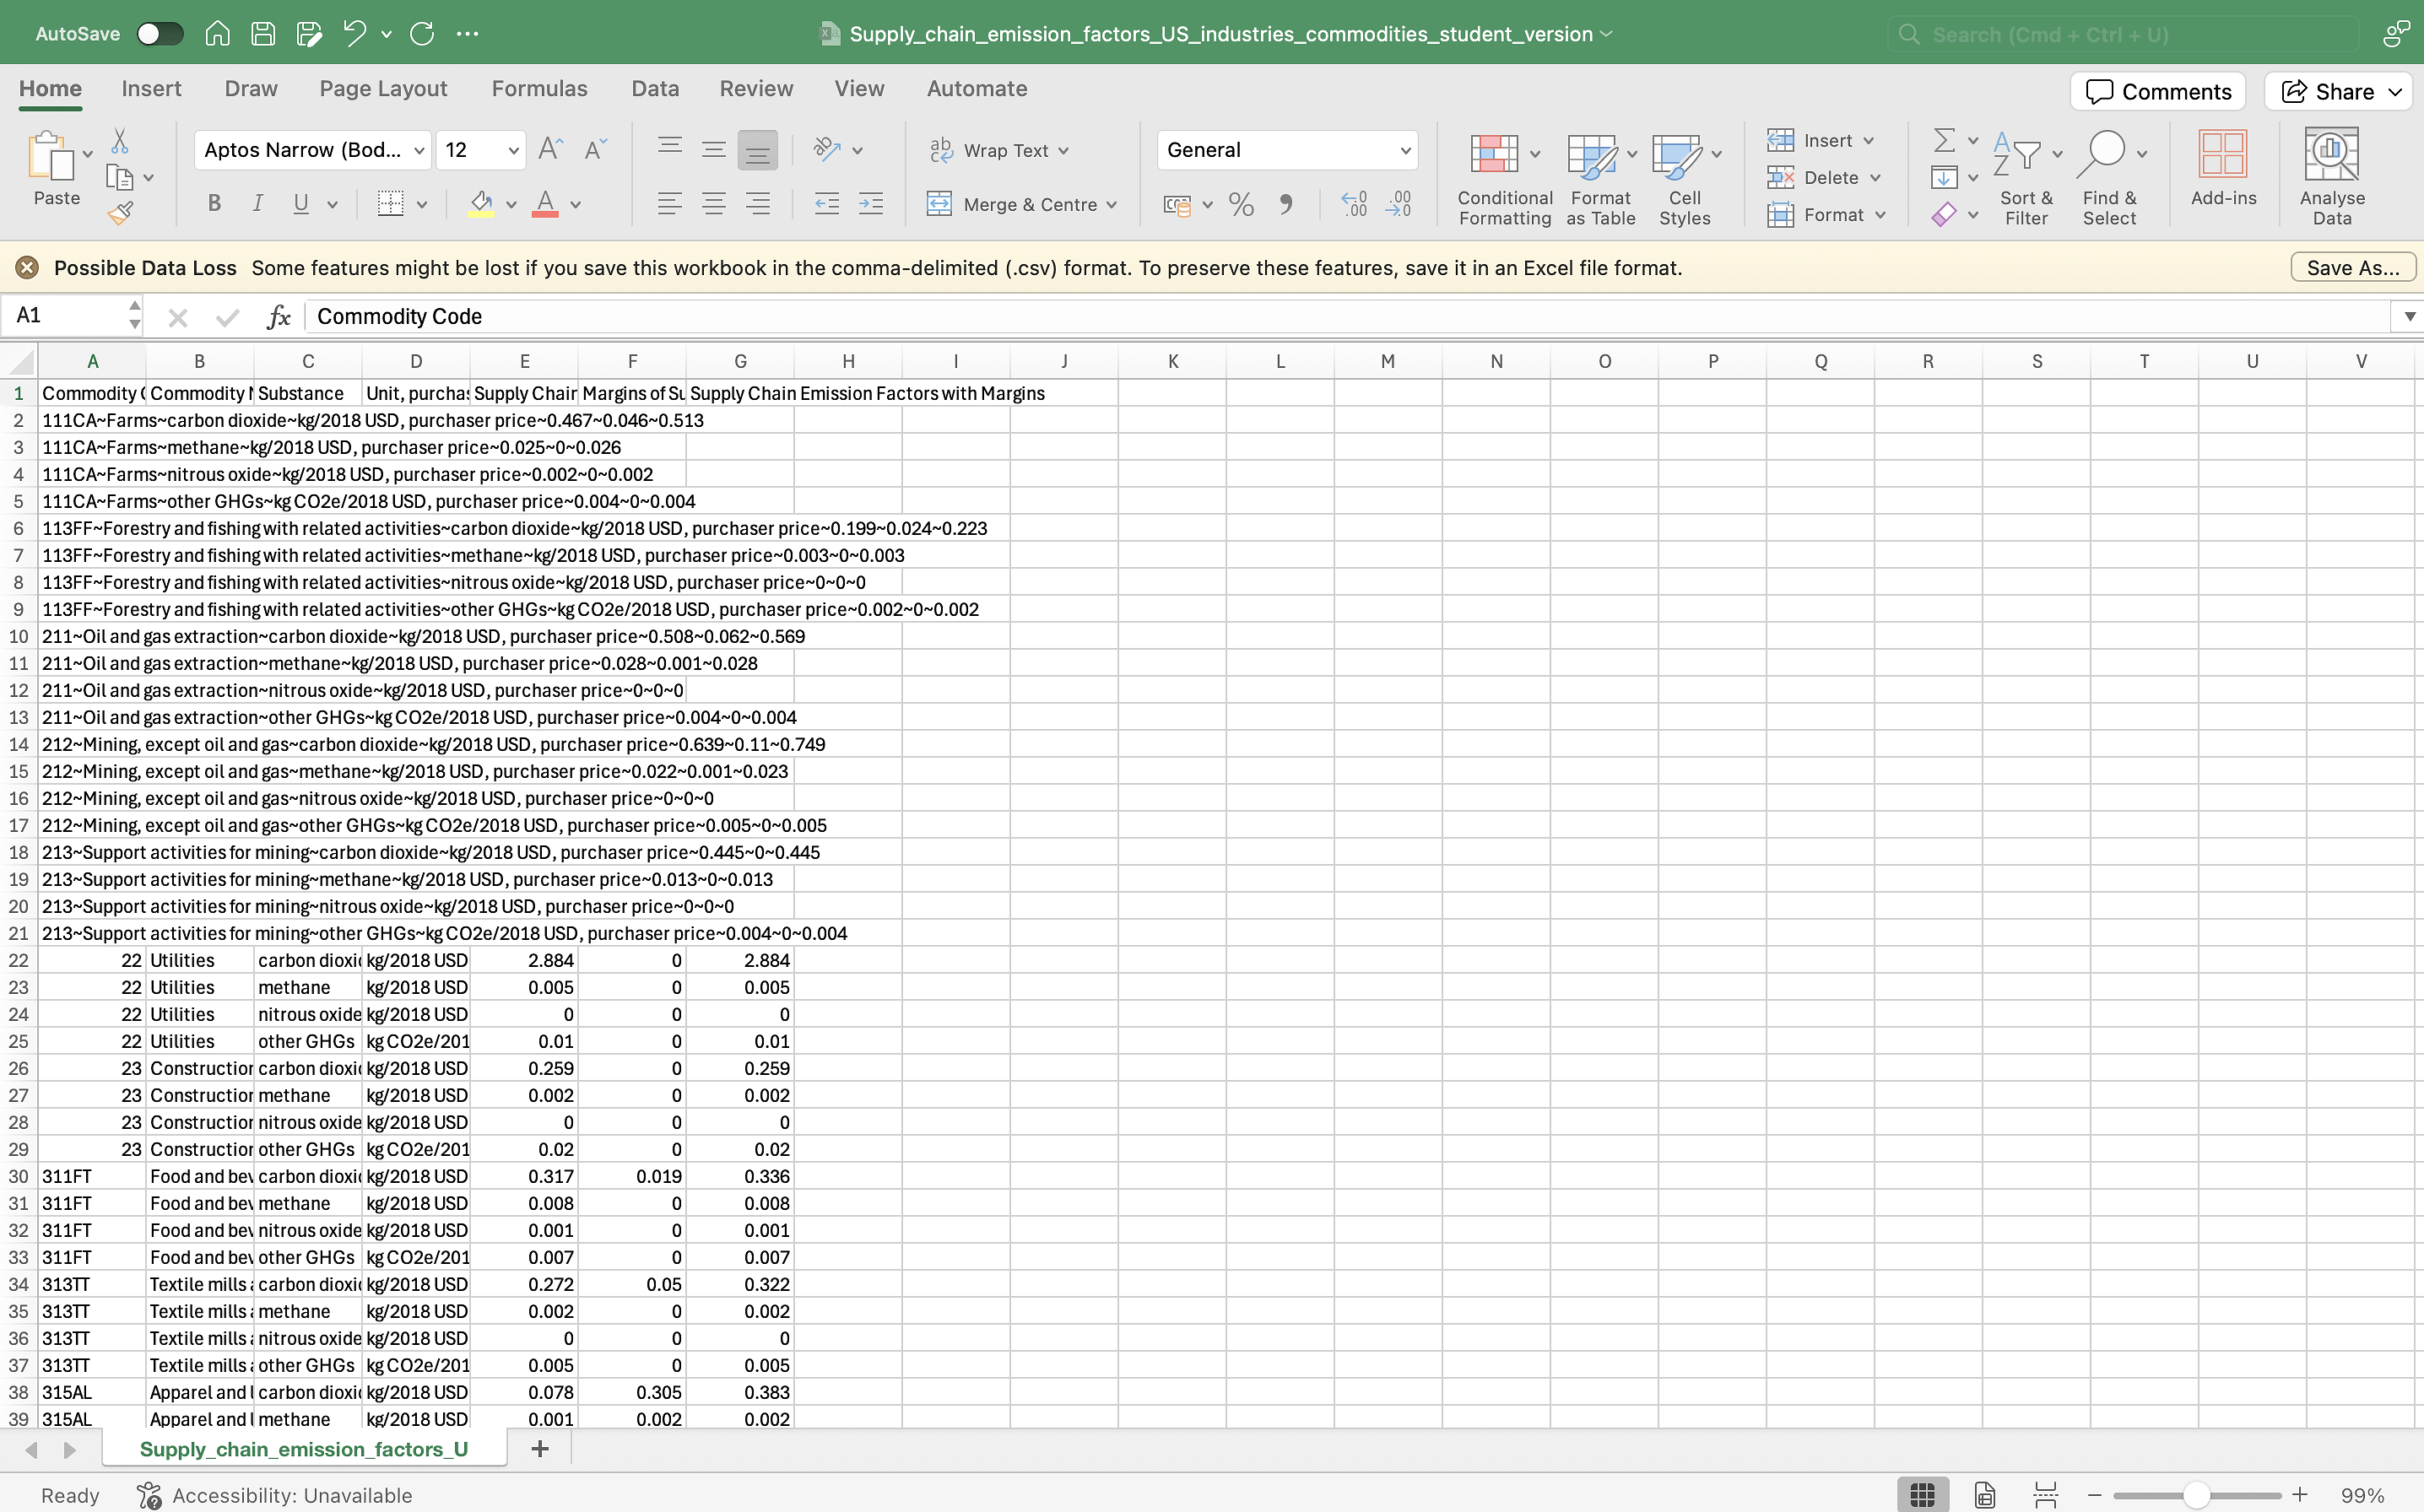 AutoSave
Supply_chain_emission_factors_US_industries_commodities_student_version
Search (Cmd + Ctrl + U)
Home Insert Draw Page Layout Formulas Data Review View Automate
Comments Share
Paste
Aptos Narrow (Bod... 12
B I U
Wrap Text
Merge & Centre
General
Conditional Formatting
Format as Table
Cell Styles
Insert
Delete
Format
Sort & Filter
Find & Select
Add-ins
Analyse Data
Possible Data Loss Some features might be lost if you save this workbook in the comma-delimited (.csv) format. To preserve these features, save it in an Excel file format. Save As...
A1 fx Commodity Code
A B C D E F G H I J K L M N O P Q R S T U V
1 Commodity Commodity Substance Unit, purchas Supply Chain Margins of Su Supply Chain Emission Factors with Margins
2 111CA~Farms~carbon dioxide~kg/2018 USD, purchaser price~0.467~0.046~0.513
3 111CA~Farms~methane~kg/2018 USD, purchaser price~0.025~0~0.026
4 111CA~Farms~nitrous oxide~kg/2018 USD, purchaser price~0.002~0~0.002
5 111CA~Farms~other GHGs~kg CO2e/2018 USD, purchaser price~0.004~0~0.004
6 113FF~Forestry and fishing with related activities~carbon dioxide~kg/2018 USD, purchaser price~0.199~0.024~0.223
7 113FF~Forestry and fishing with related activities~methane~kg/2018 USD, purchaser price~0.003~0~0.003
8 113FF~Forestry and fishing with related activities~nitrous oxide~kg/2018 USD, purchaser price~0~0~0
9 113FF~Forestry and fishing with related activities~other GHGs~kg CO2e/2018 USD, purchaser price~0.002~0~0.002
10 211~Oil and gas extraction~carbon dioxide~kg/2018 USD, purchaser price~0.508~0.062~0.569
11 211~Oil and gas extraction~methane~kg/2018 USD, purchaser price~0.028~0.001~0.028
12 211~Oil and gas extraction~nitrous oxide~kg/2018 USD, purchaser price~0~0~0
13 211~Oil and gas extraction~other GHGs~kg CO2e/2018 USD, purchaser price~0.004~0~0.004
14 212~Mining, except oil and gas~carbon dioxide~kg/2018 USD, purchaser price~0.639~0.11~0.749
15 212~Mining, except oil and gas~methane~kg/2018 USD, purchaser price~0.022~0.001~0.023
16 212~Mining, except oil and gas~nitrous oxide~kg/2018 USD, purchaser price~0~0~0
17 212~Mining, except oil and gas~other GHGs~kg CO2e/2018 USD, purchaser price~0.005~0~0.005
18 213~Support activities for mining~carbon dioxide~kg/2018 USD, purchaser price~0.445~0~0.445
19 213~Support activities for mining~methane~kg/2018 USD, purchaser price~0.013~0~0.013
20 213~Support activities for mining~nitrous oxide~kg/2018 USD, purchaser price~0~0~0
21 213~Support activities for mining~other GHGs~kg CO2e/2018 USD, purchaser price~0.004~0~0.004
22 22 Utilities carbon dioxi kg/2018 USD 2.884 0 2.884
23 22 Utilities methane kg/2018 USD 0.005 0 0.005
24 22 Utilities nitrous oxide kg/2018 USD 0 0 0
25 22 Utilities other GHGs kg CO2e/201 0.01 0 0.01
26 23 Construction carbon dioxi kg/2018 USD 0.259 0 0.259
27 23 Construction methane kg/2018 USD 0.002 0 0.002
28 23 Construction nitrous oxide kg/2018 USD 0 0 0
29 23 Construction other GHGs kg CO2e/201 0.02 0 0.02
30 311FT Food and bev carbon dioxi kg/2018 USD 0.317 0.019 0.336
31 311FT Food and bev methane kg/2018 USD 0.008 0 0.008
32 311FT Food and bev nitrous oxide kg/2018 USD 0.001 0 0.001
33 311FT Food and bev other GHGs kg CO2e/201 0.007 0 0.007
34 313TT Textile mills carbon dioxi kg/2018 USD 0.272 0.05 0.322
35 313TT Textile mills methane kg/2018 USD 0.002 0 0.002
36 313TT Textile mills nitrous oxide kg/2018 USD 0 0 0
37 313TT Textile mills other GHGs kg CO2e/201 0.005 0 0.005
38 315AL Apparel and carbon dioxi kg/2018 USD 0.078 0.305 0.383
39 315AL Apparel and methane kg/2018 USD 0.001 0.002 0.002
Supply_chain_emission_factors_U
Ready Accessibility: Unavailable 99%